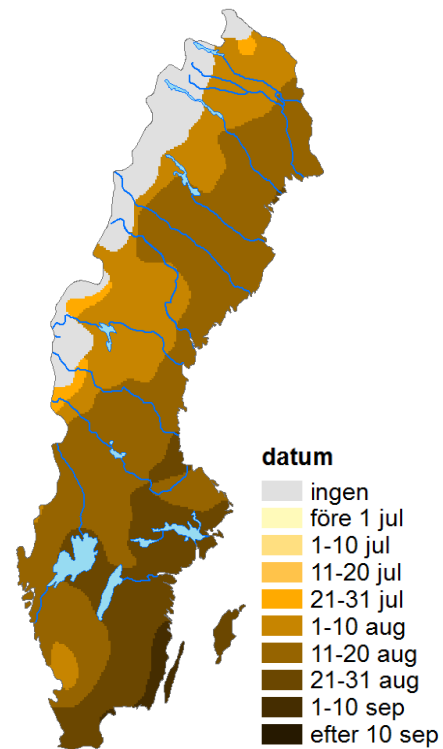 datum
ingen
före 1 jul
1-10 jul
11-20 jul
21-31 jul
1-10 aug
11-20 aug
21-31 aug
1-10 sep
efter 10 sep